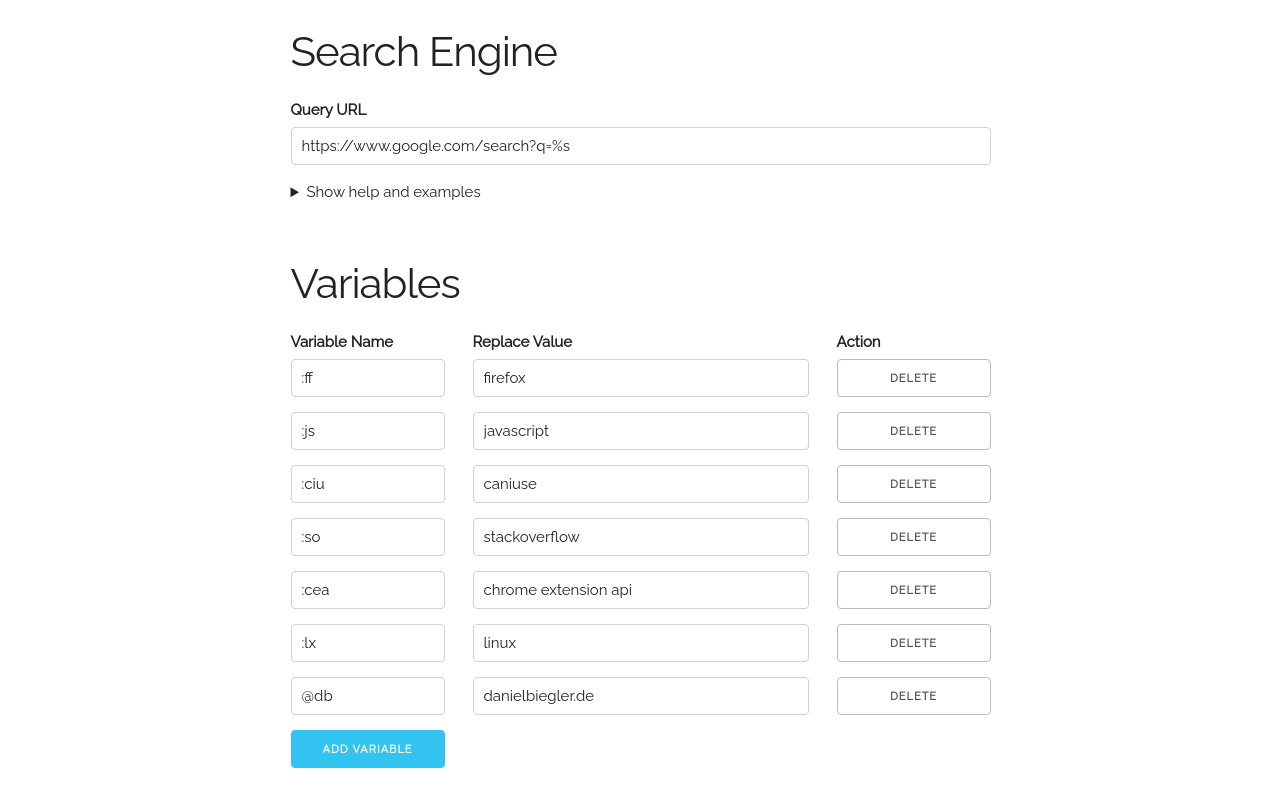 Search Engine
Query URL
https://www.google.com/search?q=%s
Show help and examples
Variables
Variable Name Replace Value Action
:ff firefox DELETE
:js javascript DELETE
:ciu caniuse DELETE
:so stackoverflow DELETE
:cea chrome extension api DELETE
:lx linux DELETE
@db danielbiegler.de DELETE
ADD VARIABLE